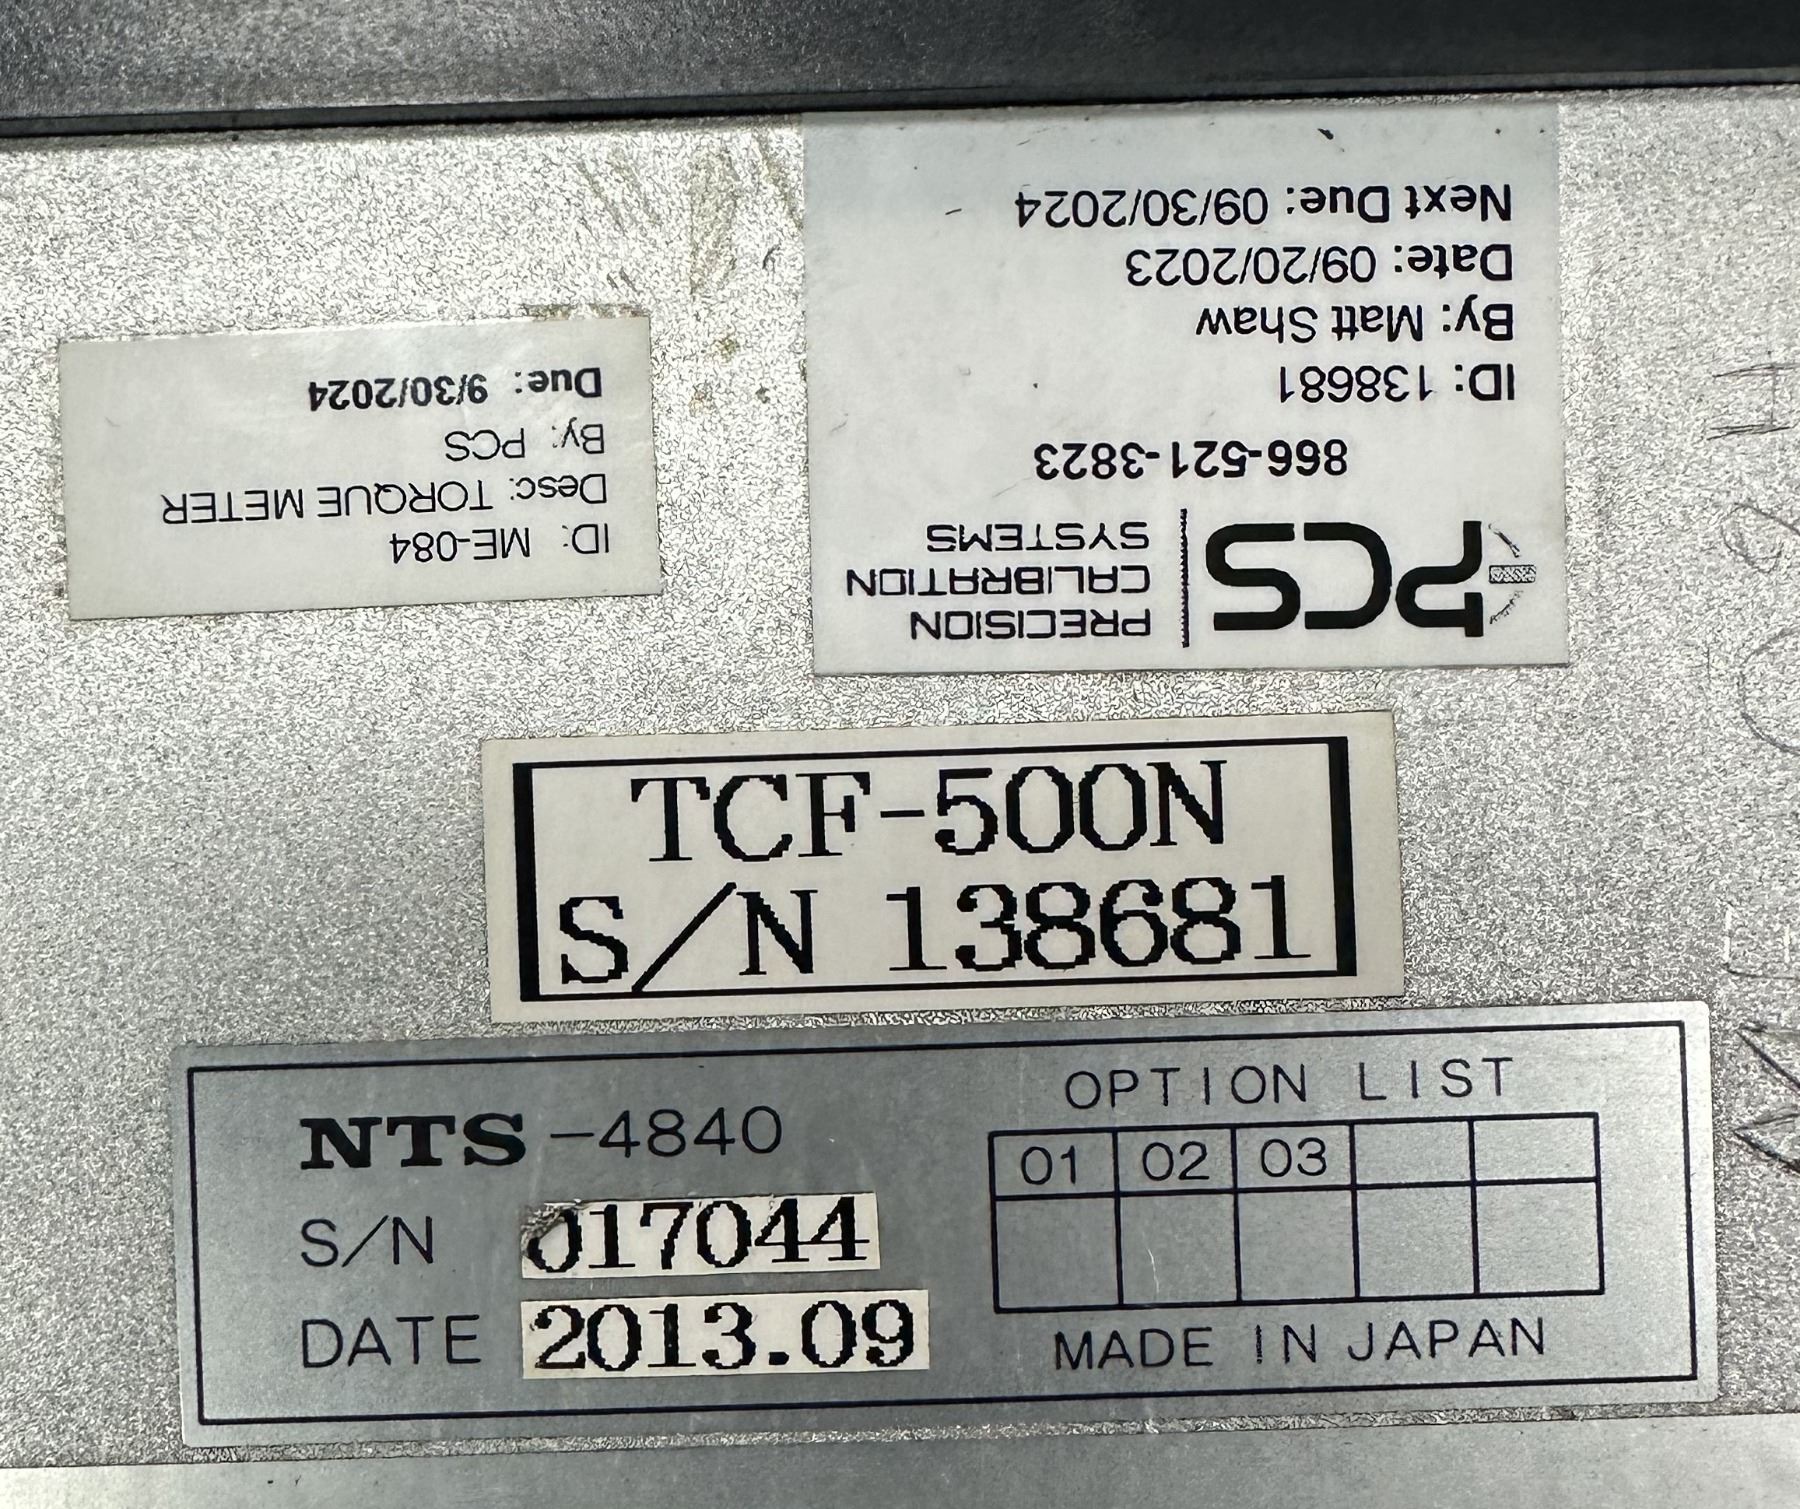 PCS
PRECISION
CALIBRATION
SYSTEMS
866-521-3823
ID: 138681
By: Matt Shaw
Date: 09/20/2023
Next Due: 09/30/2024
ID: ME-084
Desc: TORQUE METER
By: PCS
Due: 9/30/2024
TCF-500N
S/N 138681
NTS-4840
S/N 017044
DATE 2013.09
OPTION LIST
01 02 03
MADE IN JAPAN